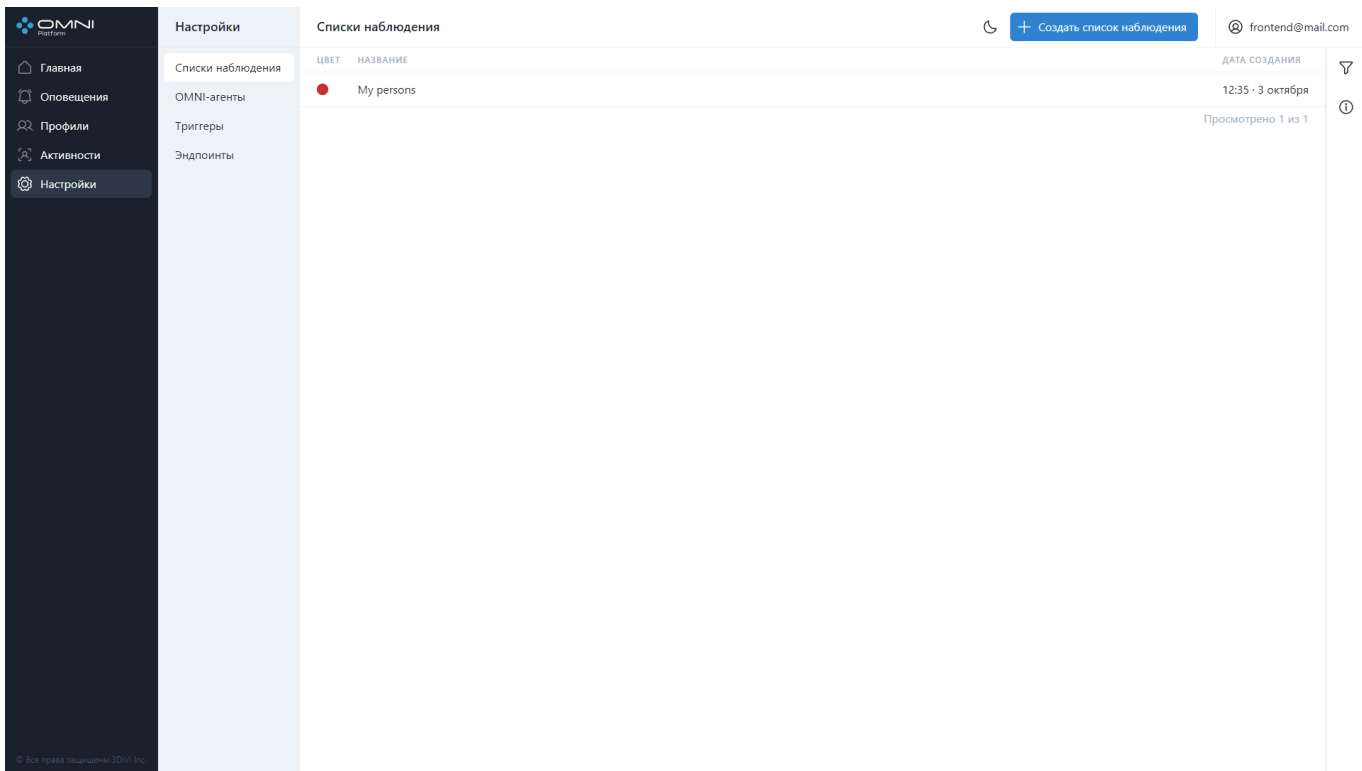 OMNI
Platform
Главная
Оповещения
Профили
Активности
Настройки
© Все права защищены 3DiVi Inc.
Настройки
Списки наблюдения
OMNI-агенты
Триггеры
Эндпоинты
Списки наблюдения
Создать список наблюдения
frontend@mail.com
ЦВЕТ НАЗВАНИЕ ДАТА СОЗДАНИЯ
My persons 12:35 · 3 октября
Просмотрено 1 из 1